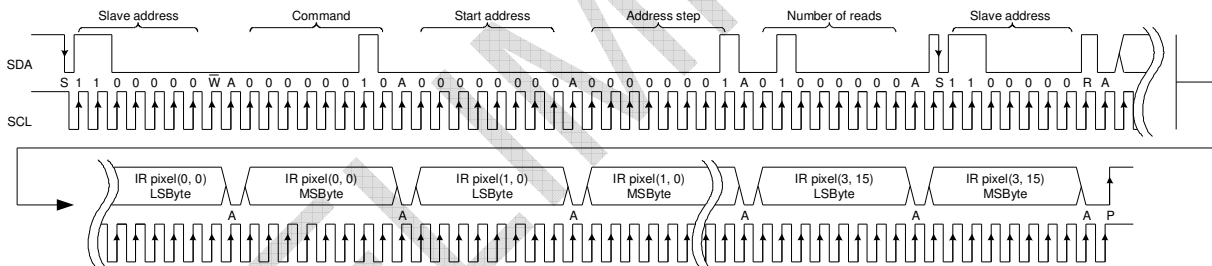 Slave address Command Start address Address step Number of reads Slave address
SDA
S 1 1 0 0 0 0 0 W A 0 0 0 0 0 0 1 0 A 0 0 0 0 0 0 0 0 A 0 0 0 0 0 0 0 1 A 0 1 0 0 0 0 0 0 A S 1 1 0 0 0 0 0 R A
SCL
IR pixel(0, 0) IR pixel(0, 0) IR pixel(1, 0) IR pixel(1, 0) IR pixel(3, 15) IR pixel(3, 15)
LSByte MSByte LSByte MSByte LSByte MSByte
A A A A A A P